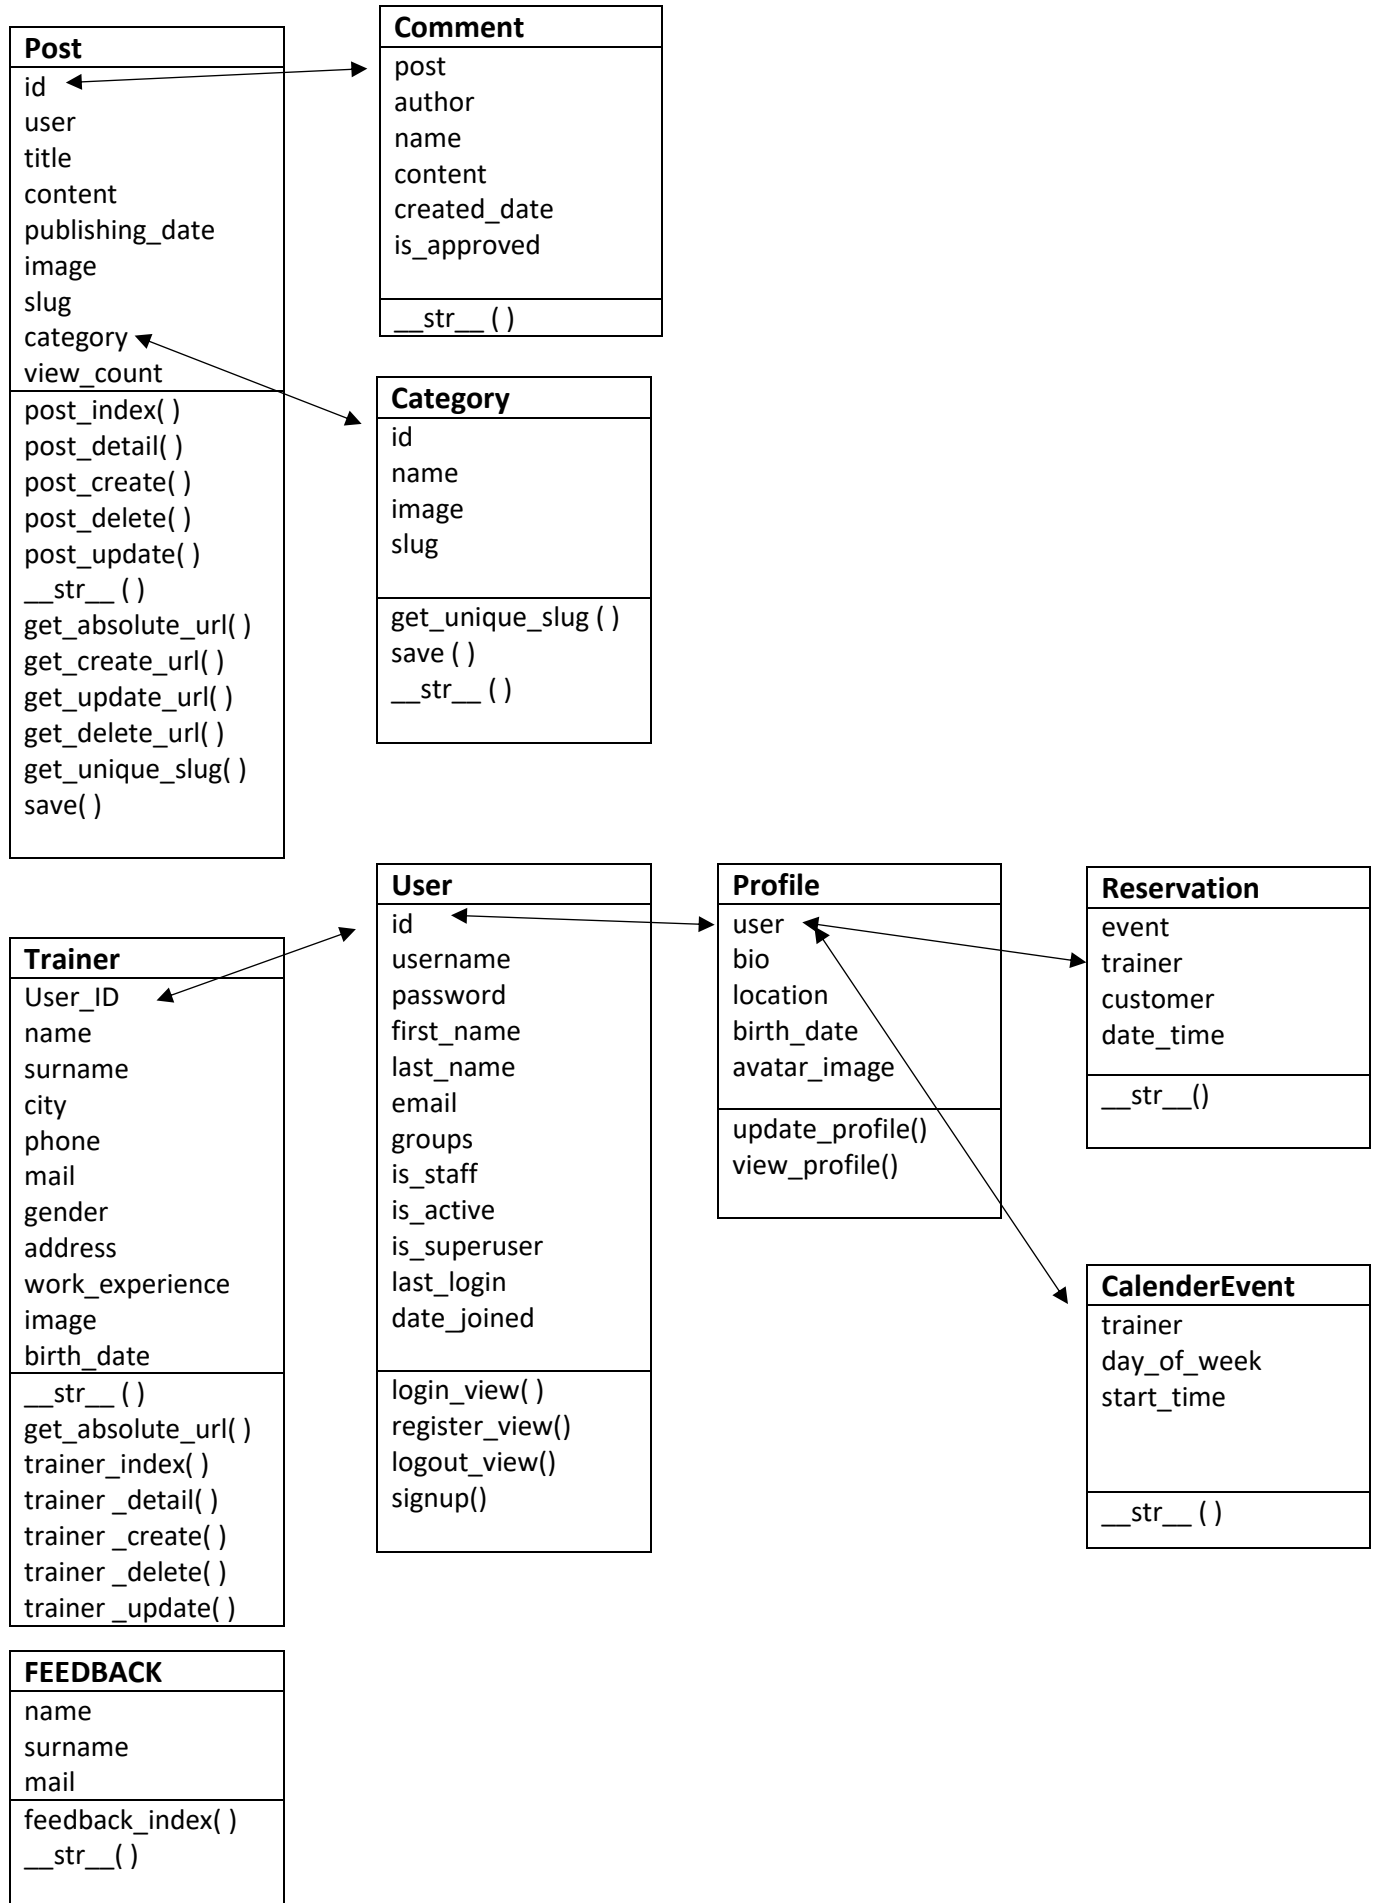 Post
id
user
title
content
publishing_date
image
slug
category
view_count
post_index( )
post_detail( )
post_create( )
post_delete( )
post_update( )
__str__ ( )
get_absolute_url( )
get_create_url( )
get_update_url( )
get_delete_url( )
get_unique_slug( )
save( )
Comment
post
author
name
content
created_date
is_approved
__str__ ( )
Category
id
name
image
slug
get_unique_slug ( )
save ( )
__str__ ( )
Trainer
User_ID
name
surname
city
phone
mail
gender
address
work_experience
image
birth_date
__str__ ( )
get_absolute_url( )
trainer_index( )
trainer _detail( )
trainer _create( )
trainer _delete( )
trainer _update( )
User
id
username
password
first_name
last_name
email
groups
is_staff
is_active
is_superuser
last_login
date_joined
login_view( )
register_view()
logout_view()
signup()
Profile
user
bio
location
birth_date
avatar_image
update_profile()
view_profile()
Reservation
event
trainer
customer
date_time
__str__()
CalenderEvent
trainer
day_of_week
start_time
__str__ ( )
FEEDBACK
name
surname
mail
feedback_index( )
__str__( )